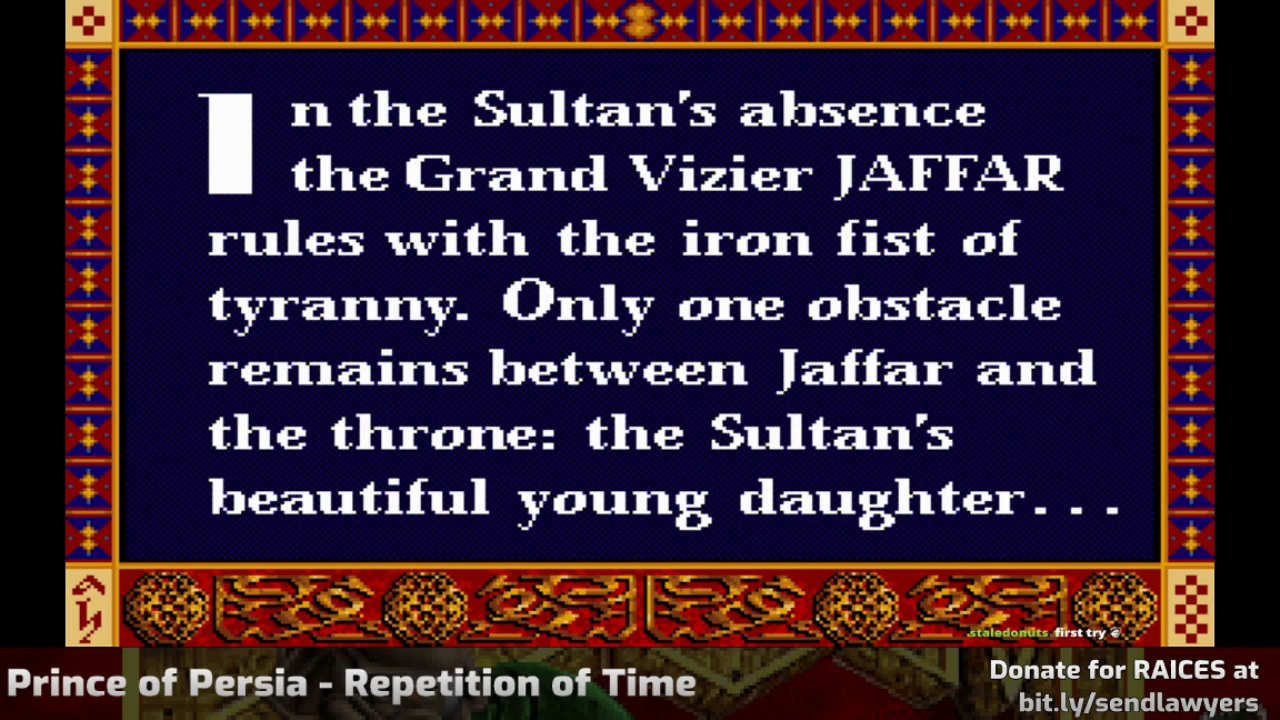 In the Sultan's absence
the Grand Vizier JAFFAR
rules with the iron fist of
tyranny. Only one obstacle
remains between Jaffar and
the throne: the Sultan's
beautiful young daughter...
staledonuts first try
Prince of Persia - Repetition of Time
Donate for RAICES at
bit.ly/sendlawyers